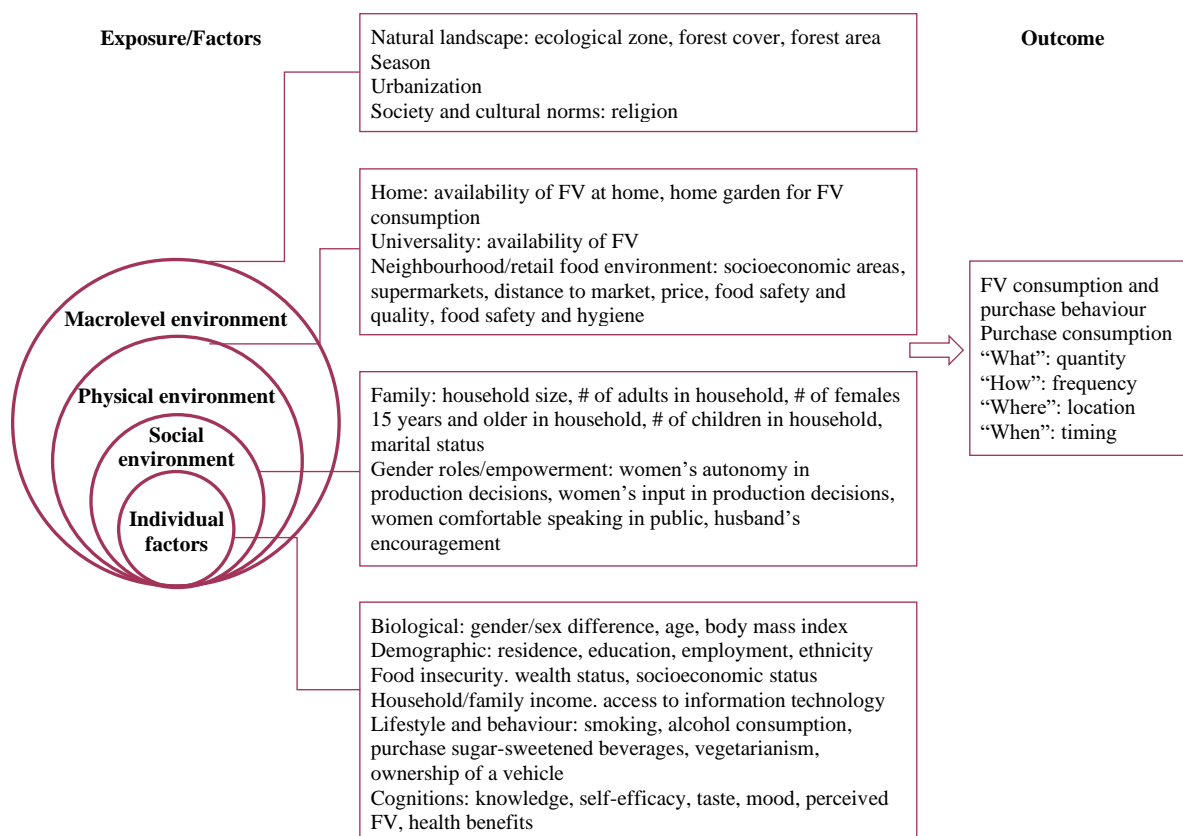 Exposure/Factors
Outcome
Natural landscape: ecological zone, forest cover, forest area
Season
Urbanization
Society and cultural norms: religion
Home: availability of FV at home, home garden for FV
consumption
Universality: availability of FV
Neighbourhood/retail food environment: socioeconomic areas,
supermarkets, distance to market, price, food safety and
quality, food safety and hygiene
Macrolevel environment
Physical environment
Social
environment
Individual
factors
Family: household size, # of adults in household, # of females
15 years and older in household, # of children in household,
marital status
Gender roles/empowerment: women’s autonomy in
production decisions, women’s input in production decisions,
women comfortable speaking in public, husband’s
encouragement
Biological: gender/sex difference, age, body mass index
Demographic: residence, education, employment, ethnicity
Food insecurity. wealth status, socioeconomic status
Household/family income. access to information technology
Lifestyle and behaviour: smoking, alcohol consumption,
purchase sugar-sweetened beverages, vegetarianism,
ownership of a vehicle
Cognitions: knowledge, self-efficacy, taste, mood, perceived
FV, health benefits
FV consumption and
purchase behaviour
Purchase consumption
“What”: quantity
“How”: frequency
“Where”: location
“When”: timing